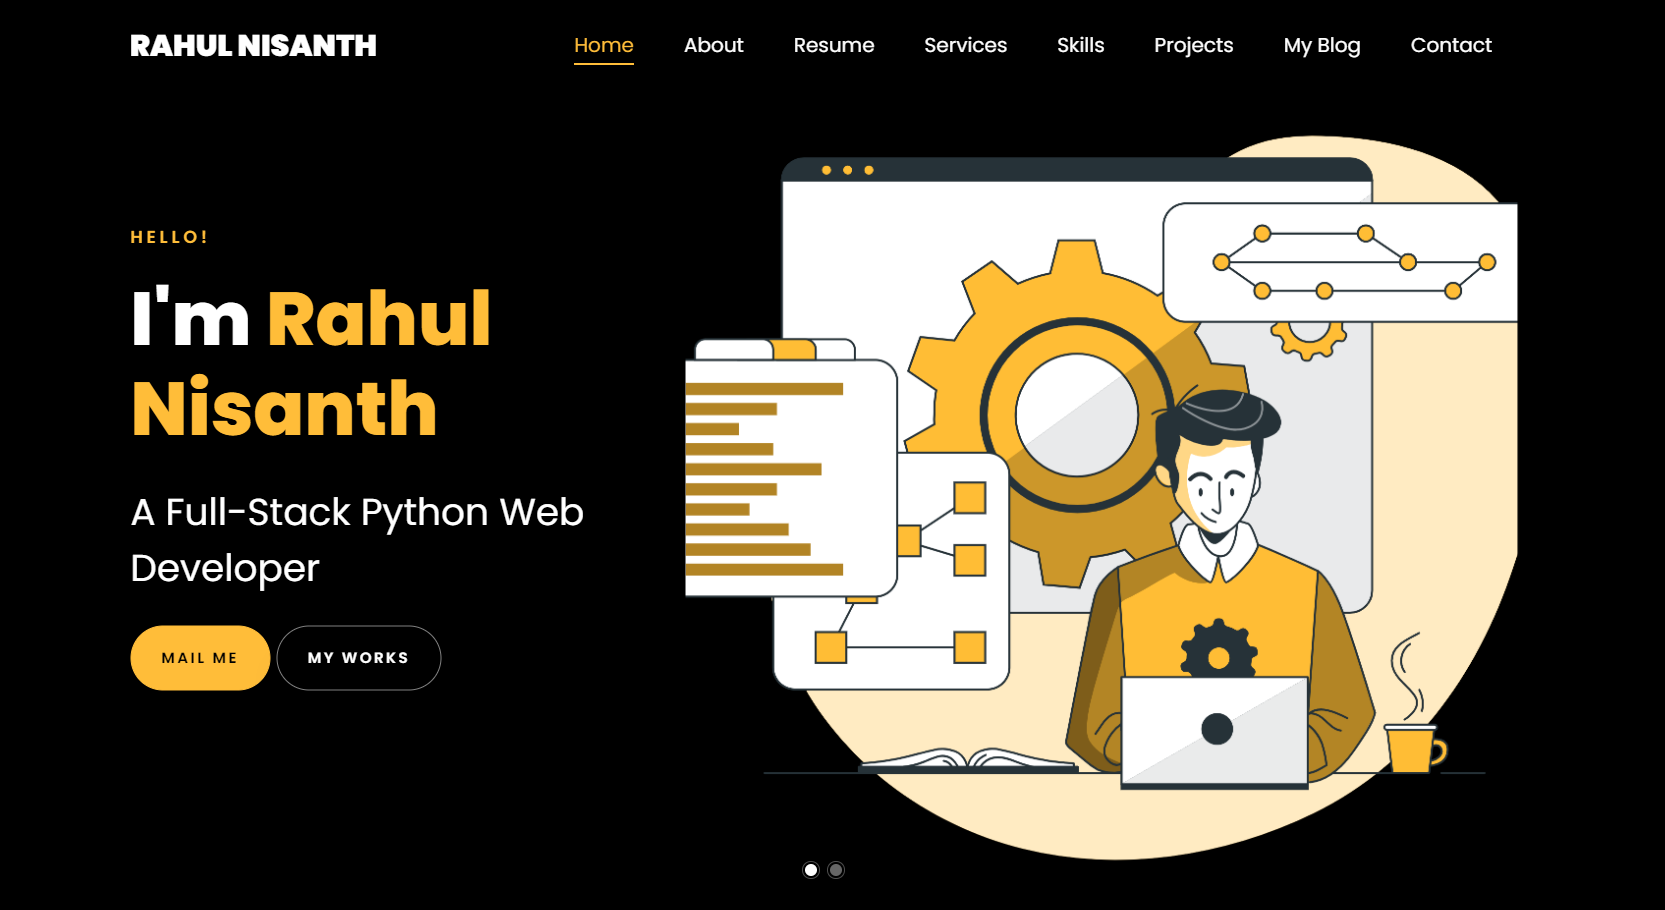 RAHUL NISANTH
Home About Resume Services Skills Projects My Blog Contact
HELLO!
I'm Rahul
Nisanth
A Full-Stack Python Web
Developer
MAIL ME MY WORKS